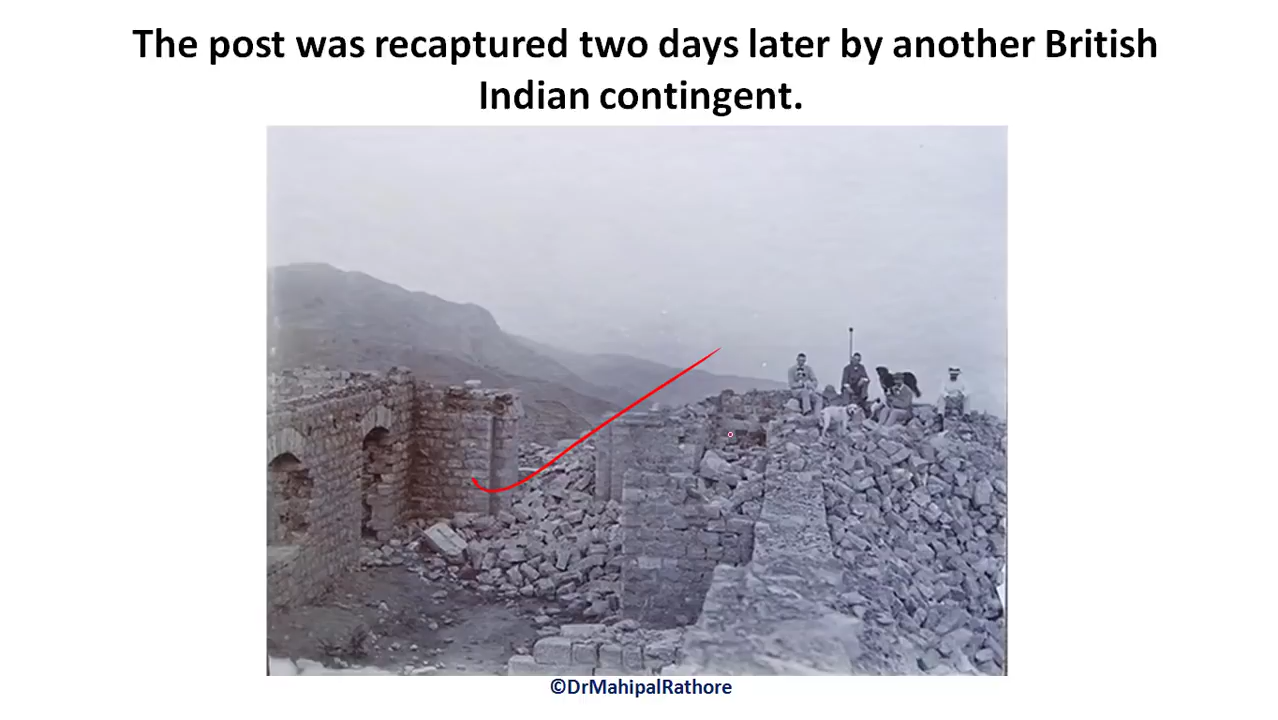 The post was recaptured two days later by another British
Indian contingent.
©DrMahipalRathore